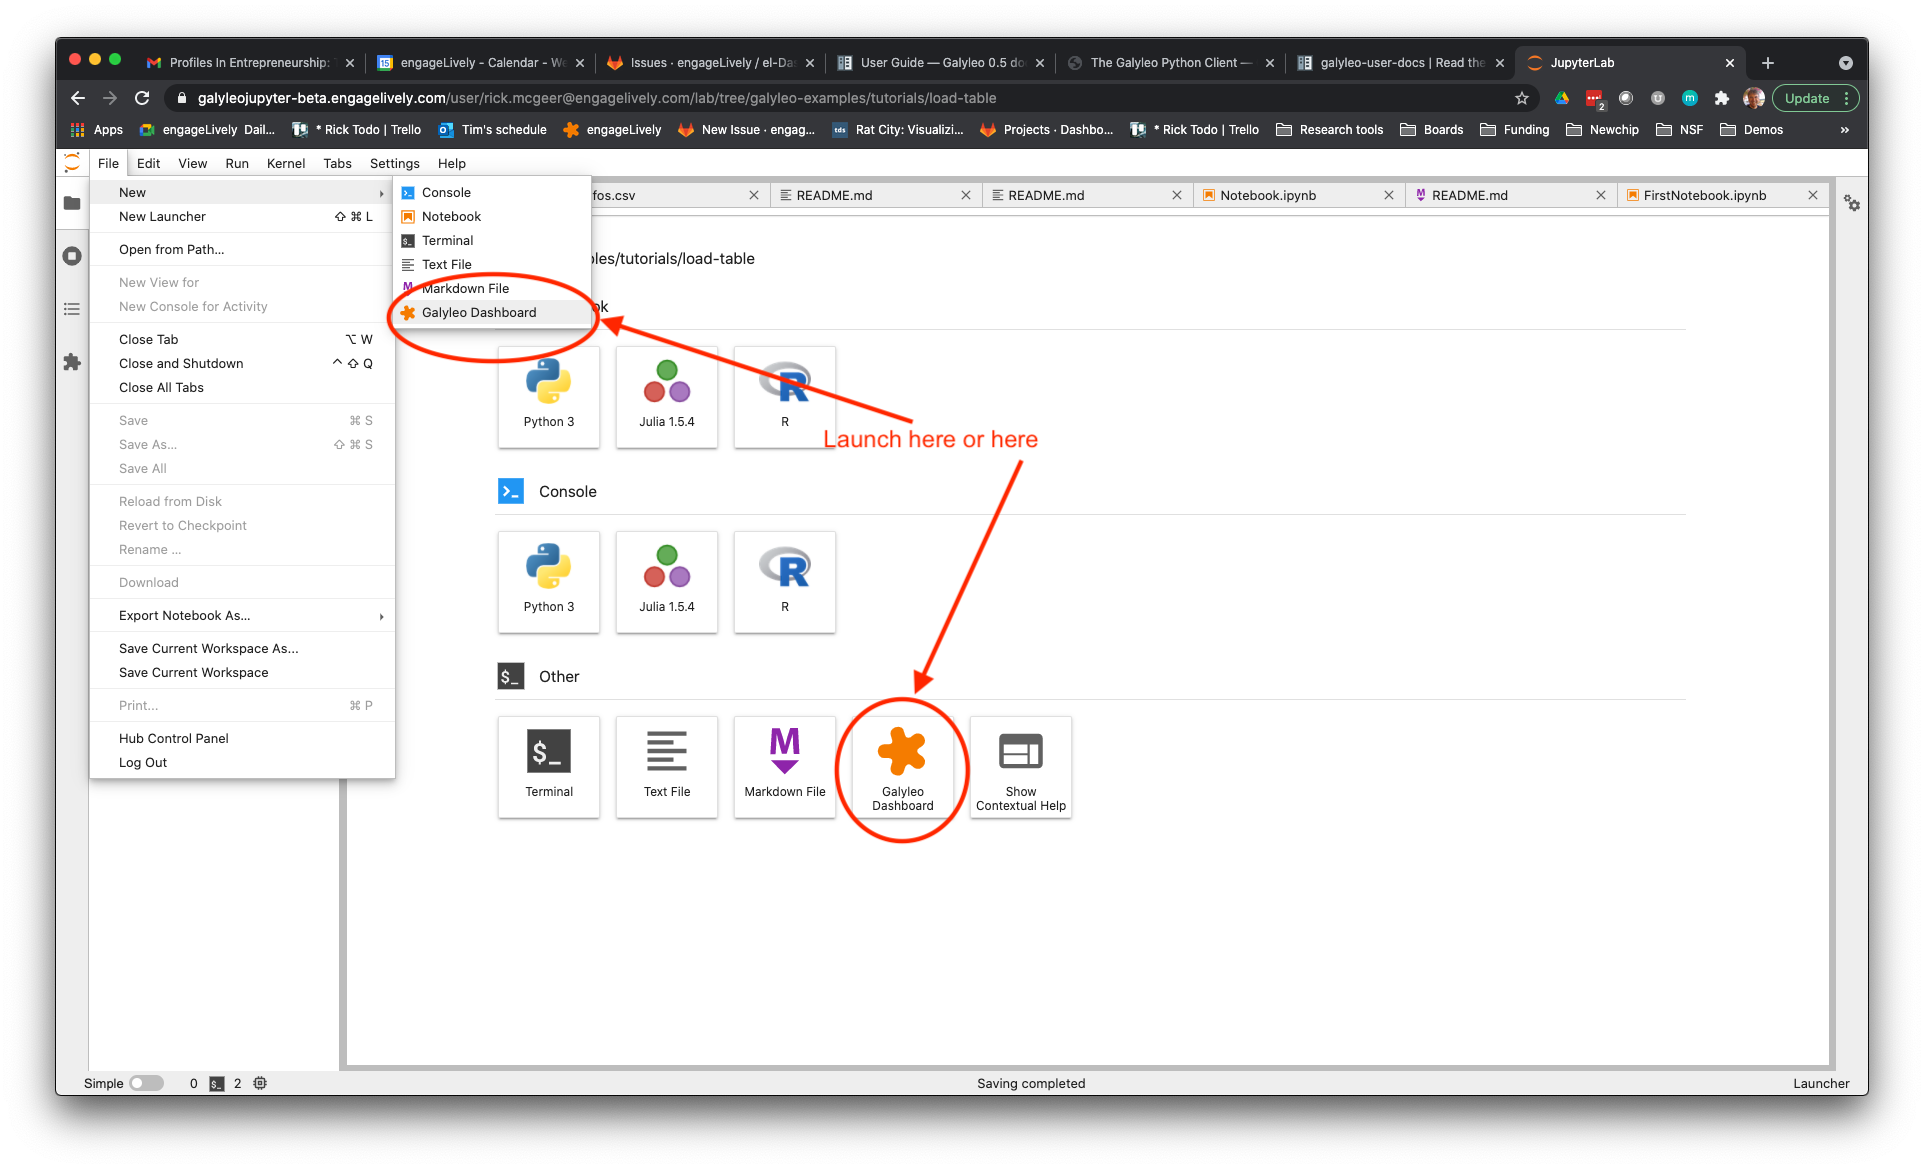 Profiles In Entrepreneurship:
engageLively - Calendar - We
Issues · engageLively / el-Das
User Guide — Galyleo 0.5 do
The Galyleo Python Client —
galyleo-user-docs | Read the
JupyterLab
galyleojupyter-beta.engagelively.com/user/rick.mcgeer@engagelively.com/lab/tree/galyleo-examples/tutorials/load-table
2
m
Update
Apps
engageLively Dail...
* Rick Todo | Trello
Tim's schedule
engageLively
New Issue · engag...
tds
Rat City: Visualizi...
Projects · Dashbo...
* Rick Todo | Trello
Research tools
Boards
Funding
Newchip
NSF
Demos
»
File
Edit
View
Run
Kernel
Tabs
Settings
Help
New
New Launcher ⇧ ⌘ L
Open from Path...
New View for
New Console for Activity
Close Tab ⌥ W
Close and Shutdown ^ ⇧ Q
Close All Tabs
Save ⌘ S
Save As... ⇧ ⌘ S
Save All
Reload from Disk
Revert to Checkpoint
Rename ...
Download
Export Notebook As...
Save Current Workspace As...
Save Current Workspace
Print... ⌘ P
Hub Control Panel
Log Out
Console
Notebook
Terminal
Text File
Markdown File
Galyleo Dashboard
fos.csv
README.md
README.md
Notebook.ipynb
README.md
FirstNotebook.ipynb
les/tutorials/load-table
ok
Python 3
Julia 1.5.4
R
Launch here or here
Console
Python 3
Julia 1.5.4
R
$_ Other
$_
Terminal
Text File
M
Markdown File
Galyleo
Dashboard
Show
Contextual Help
Simple
0
$_
2
Saving completed
Launcher